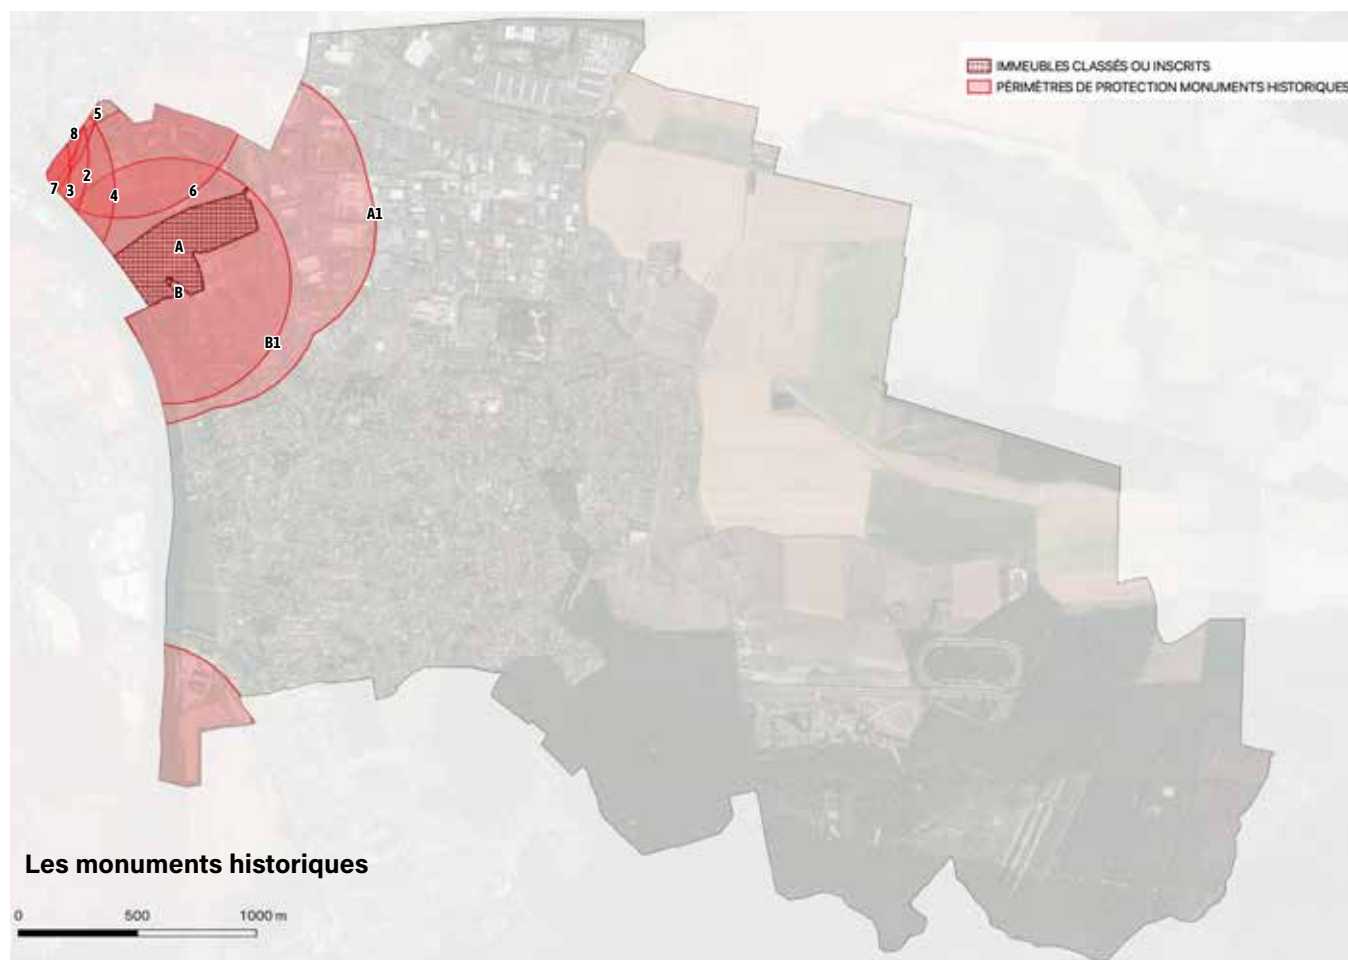 IMMEUBLES CLASSÉS OU INSCRITS
PÉRIMÈTRES DE PROTECTION MONUMENTS HISTORIQUES
5
8
2
7
3
4
6
A1
A
B
B1
Les monuments historiques
0 500 1000 m